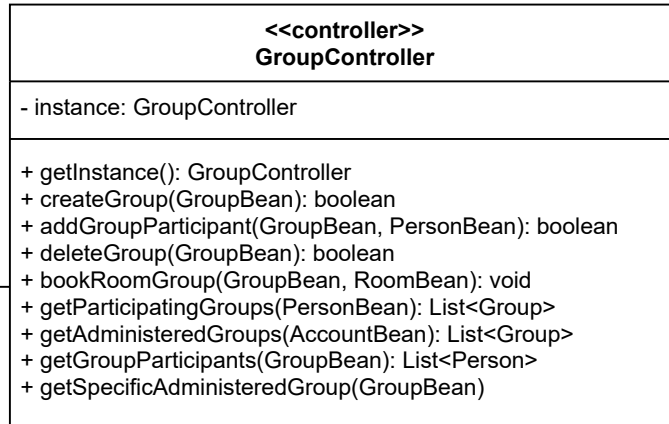 <<controller>>
GroupController
- instance: GroupController
+ getInstance(): GroupController
+ createGroup(GroupBean): boolean
+ addGroupParticipant(GroupBean, PersonBean): boolean
+ deleteGroup(GroupBean): boolean
+ bookRoomGroup(GroupBean, RoomBean): void
+ getParticipatingGroups(PersonBean): List<Group>
+ getAdministeredGroups(AccountBean): List<Group>
+ getGroupParticipants(GroupBean): List<Person>
+ getSpecificAdministeredGroup(GroupBean)